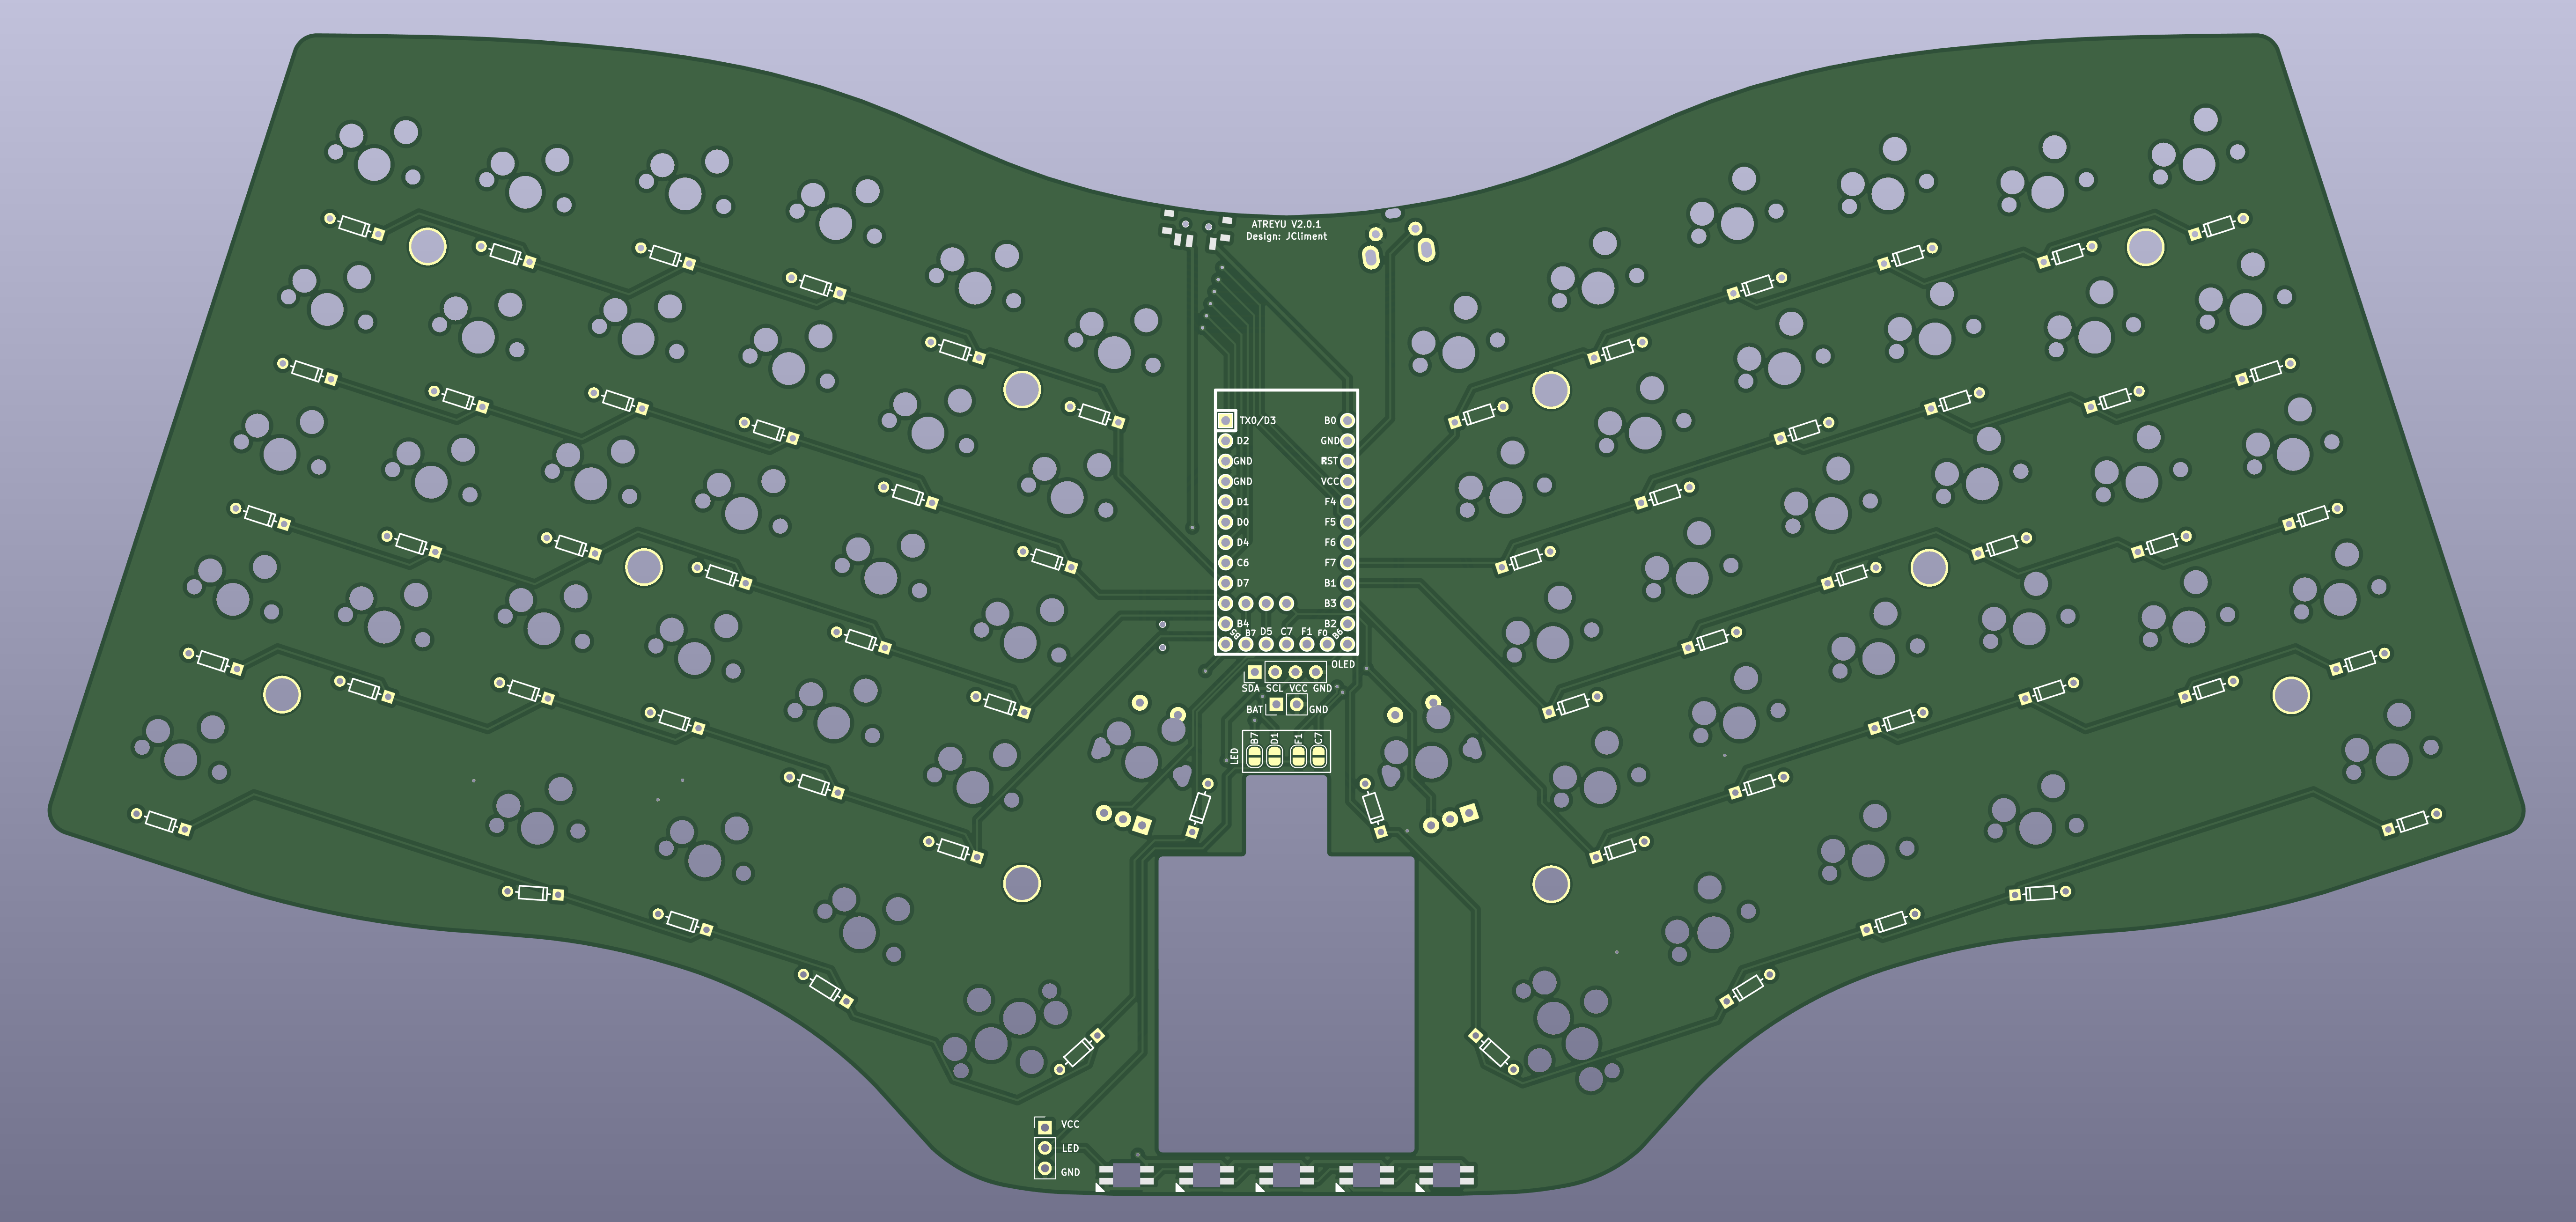 ATREYU V2.0.1
Design: JCliment
TX0/D3 B0
D2 GND
GND RST
GND VCC
D1 F4
D0 F5
D4 F6
C6 F7
D7 B1
B3
B4 B2
B5 B7 D5 C7 F1 F0 B6
OLED
SDA SCL VCC GND
BAT GND
LED B7 D1 F1 C7
VCC
LED
GND